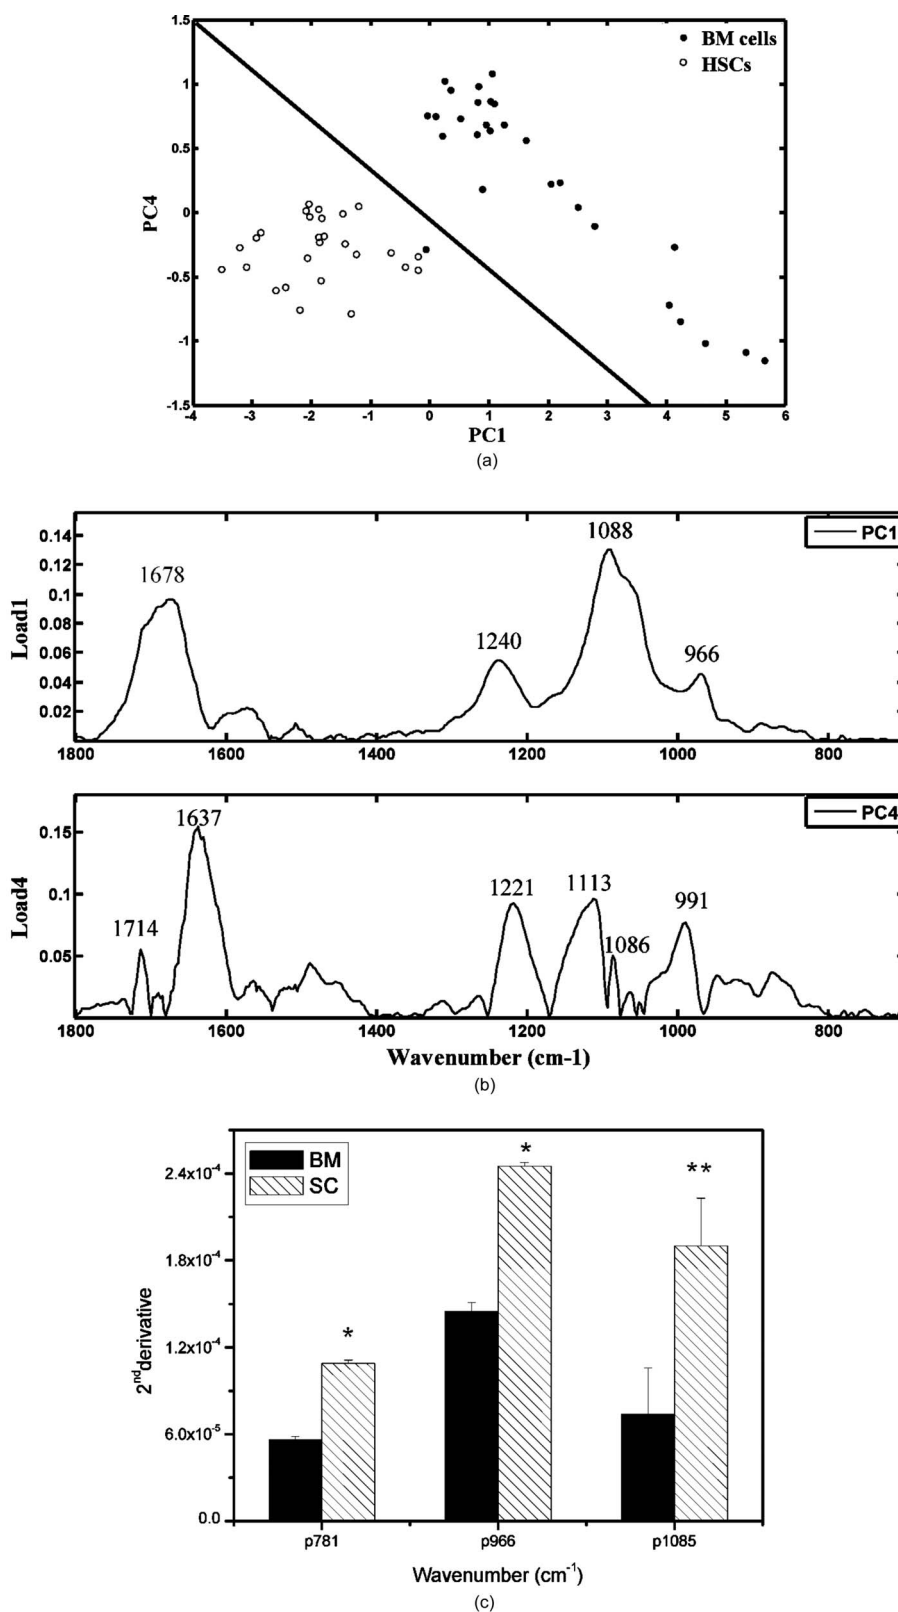 1.5
BM cells
HSCs
1
0.5
0
-0.5
-1
-1.5
PC4
-4
-3
-2
-1
0
1
2
3
4
5
6
PC1
(a)
0.14
0.12
0.1
0.08
0.06
0.04
0.02
Load1
1678
1240
1088
966
PC1
1800
1600
1400
1200
1000
800
0.15
0.1
0.05
Load4
1714
1637
1221
1113
1086
991
PC4
1800
1600
1400
1200
1000
800
Wavenumber (cm-1)
(b)
BM
SC
2.4x10-4
1.8x10-4
1.2x10-4
6.0x10-5
0.0
2nd derivative
*
*
**
p781
p966
p1085
Wavenumber (cm-1)
(c)